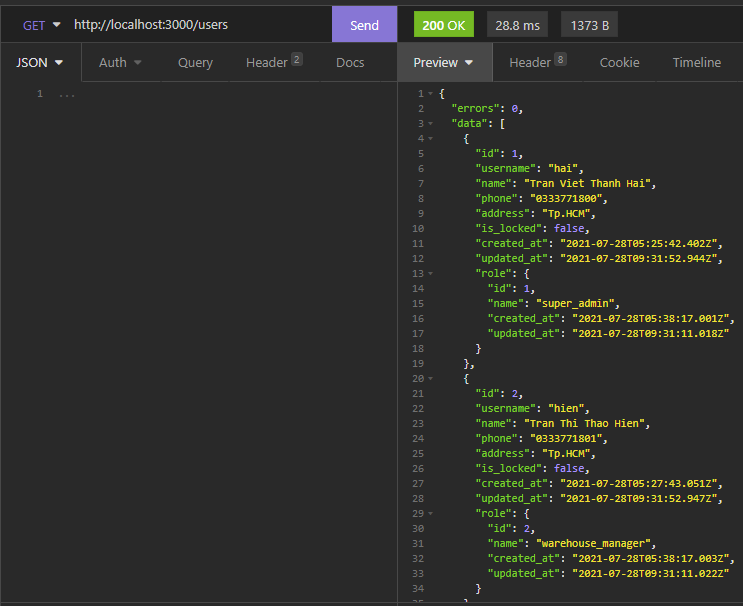 GET http://localhost:3000/users Send 200 OK 28.8 ms 1373 B
JSON Auth Query Header 2 Docs Preview Header 8 Cookie Timeline
1 ...
1 {
2 "errors": 0,
3 "data": [
4 {
5 "id": 1,
6 "username": "hai",
7 "name": "Tran Viet Thanh Hai",
8 "phone": "0333771800",
9 "address": "Tp.HCM",
10 "is_locked": false,
11 "created_at": "2021-07-28T05:25:42.402Z",
12 "updated_at": "2021-07-28T09:31:52.944Z",
13 "role": {
14 "id": 1,
15 "name": "super_admin",
16 "created_at": "2021-07-28T05:38:17.001Z",
17 "updated_at": "2021-07-28T09:31:11.018Z"
18 }
19 },
20 {
21 "id": 2,
22 "username": "hien",
23 "name": "Tran Thi Thao Hien",
24 "phone": "0333771801",
25 "address": "Tp.HCM",
26 "is_locked": false,
27 "created_at": "2021-07-28T05:27:43.051Z",
28 "updated_at": "2021-07-28T09:31:52.947Z",
29 "role": {
30 "id": 2,
31 "name": "warehouse_manager",
32 "created_at": "2021-07-28T05:38:17.003Z",
33 "updated_at": "2021-07-28T09:31:11.022Z"
34 }